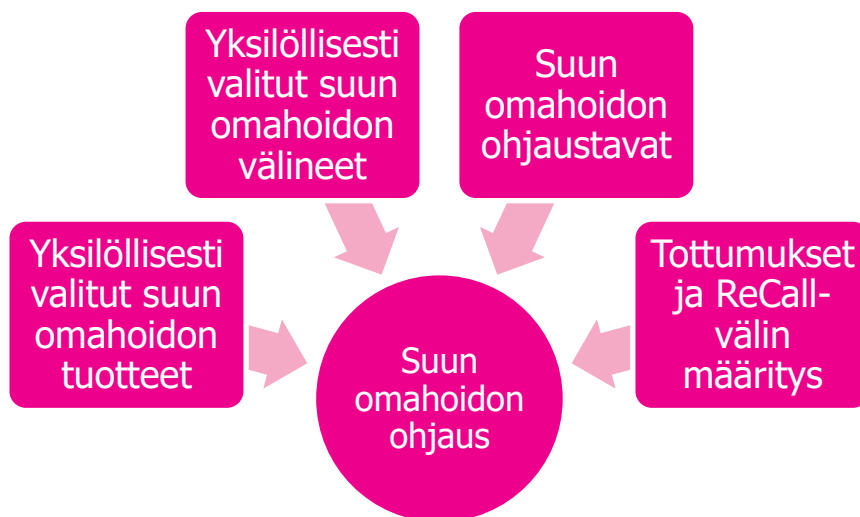 Yksilöllisesti
valitut suun
omahoidon
välineet
Suun
omahoidon
ohjaustavat
Yksilöllisesti
valitut suun
omahoidon
tuotteet
Tottumukset
ja ReCall-
välin
määritys
Suun
omahoidon
ohjaus